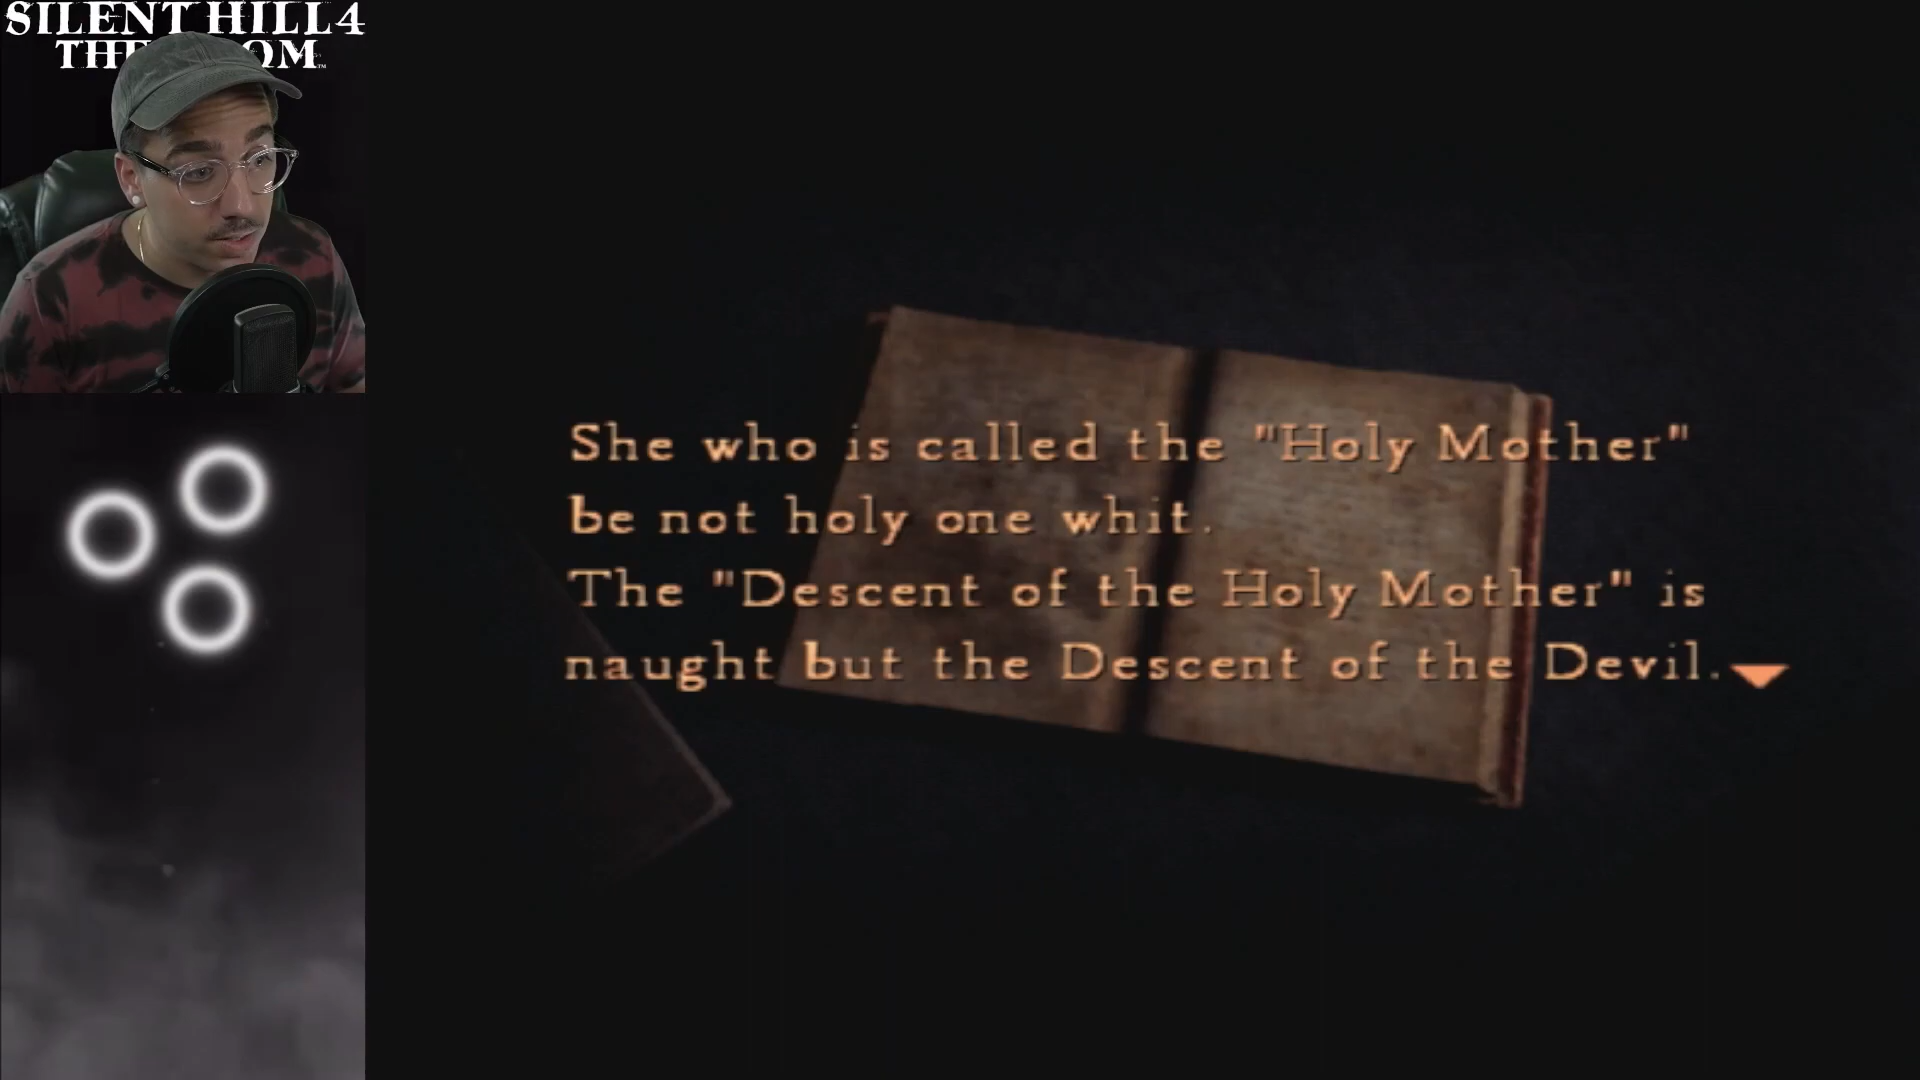 SILENT HILL 4
She who is called the "Holy Mother"
be not holy one whit.
The "Descent of the Holy Mother" is
naught but the Descent of the Devil.